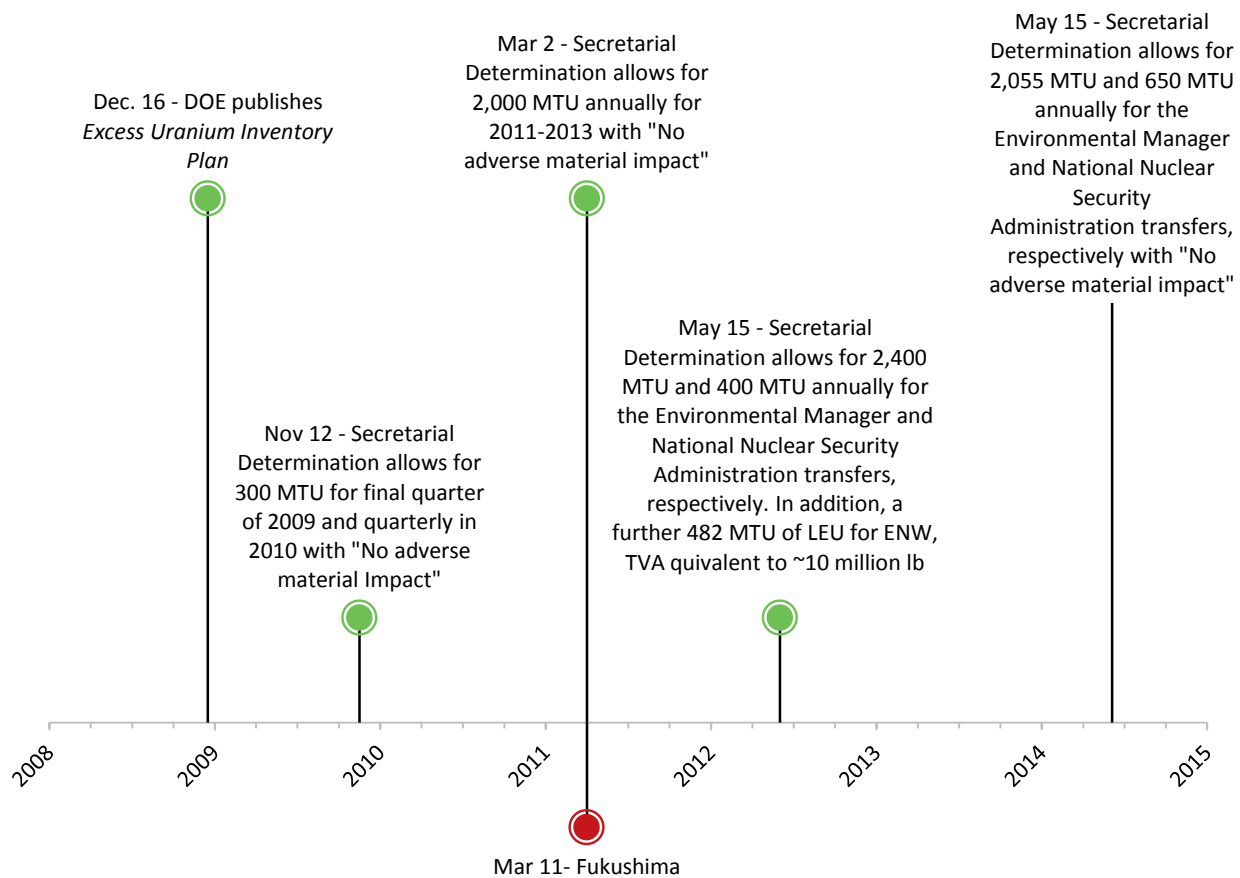 Dec. 16 - DOE publishes
Excess Uranium Inventory
Plan
Nov 12 - Secretarial
Determination allows for
300 MTU for final quarter
of 2009 and quarterly in
2010 with "No adverse
material Impact"
Mar 2 - Secretarial
Determination allows for
2,000 MTU annually for
2011-2013 with "No
adverse material impact"
May 15 - Secretarial
Determination allows for 2,400
MTU and 400 MTU annually for
the Environmental Manager and
National Nuclear Security
Administration transfers,
respectively. In addition, a
further 482 MTU of LEU for ENW,
TVA quivalent to ~10 million lb
May 15 - Secretarial
Determination allows for
2,055 MTU and 650 MTU
annually for the
Environmental Manager
and National Nuclear
Security
Administration transfers,
respectively with "No
adverse material impact"
2008
2009
2010
2011
2012
2013
2014
2015
Mar 11- Fukushima